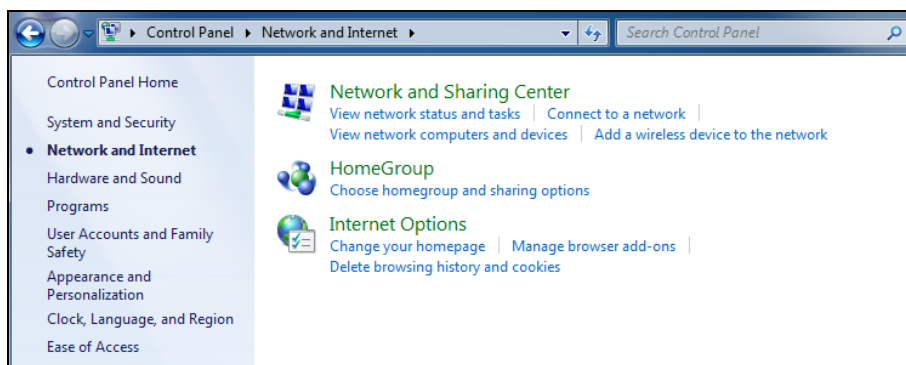 Control Panel ▸ Network and Internet ▸
Search Control Panel
Control Panel Home
System and Security
Network and Internet
Hardware and Sound
Programs
User Accounts and Family
Safety
Appearance and
Personalization
Clock, Language, and Region
Ease of Access
Network and Sharing Center
View network status and tasks | Connect to a network |
View network computers and devices | Add a wireless device to the network
HomeGroup
Choose homegroup and sharing options
Internet Options
Change your homepage | Manage browser add-ons |
Delete browsing history and cookies